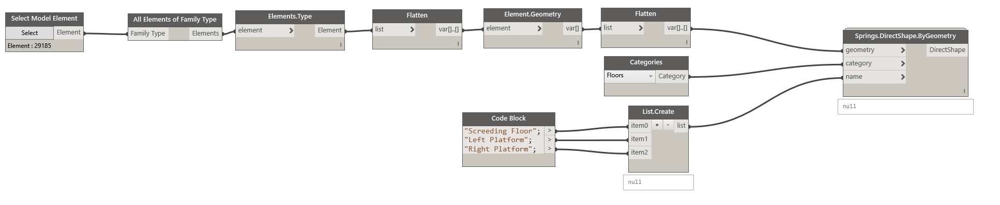 Select Model Element
Select
Element
Element : 29185
All Elements of Family Type
Family Type
Elements
Elements.Type
element >
Element
l
Flatten
list >
var[]..[]
l
Element.Geometry
element >
var[]
l
Flatten
list >
var[]..[]
l
Categories
Floors
Category
Code Block
"Screeding Floor"; >
"Left Platform"; >
"Right Platform"; >
List.Create
item0 + - list
item1
item2
null
Springs.DirectShape.ByGeometry
geometry > DirectShape
category >
name >
l
null